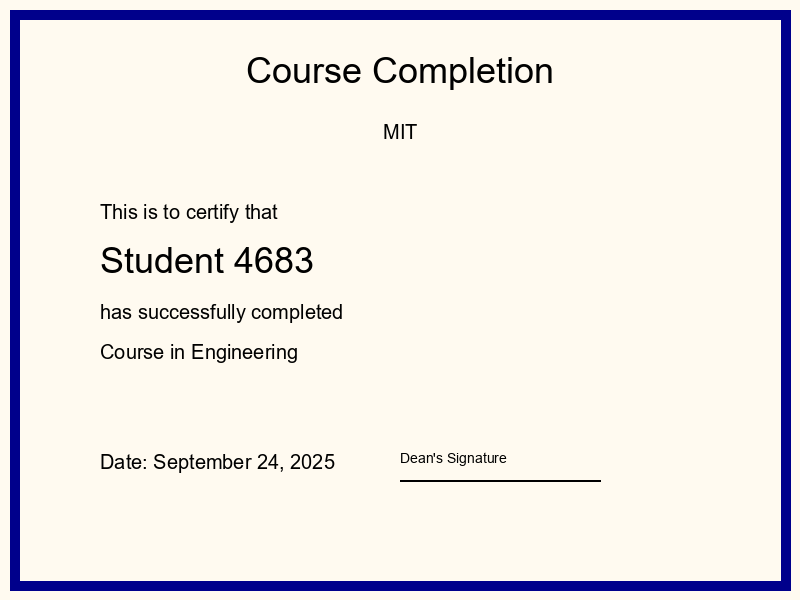 Course Completion
MIT
This is to certify that
Student 4683
has successfully completed
Course in Engineering
Date: September 24, 2025
Dean's Signature